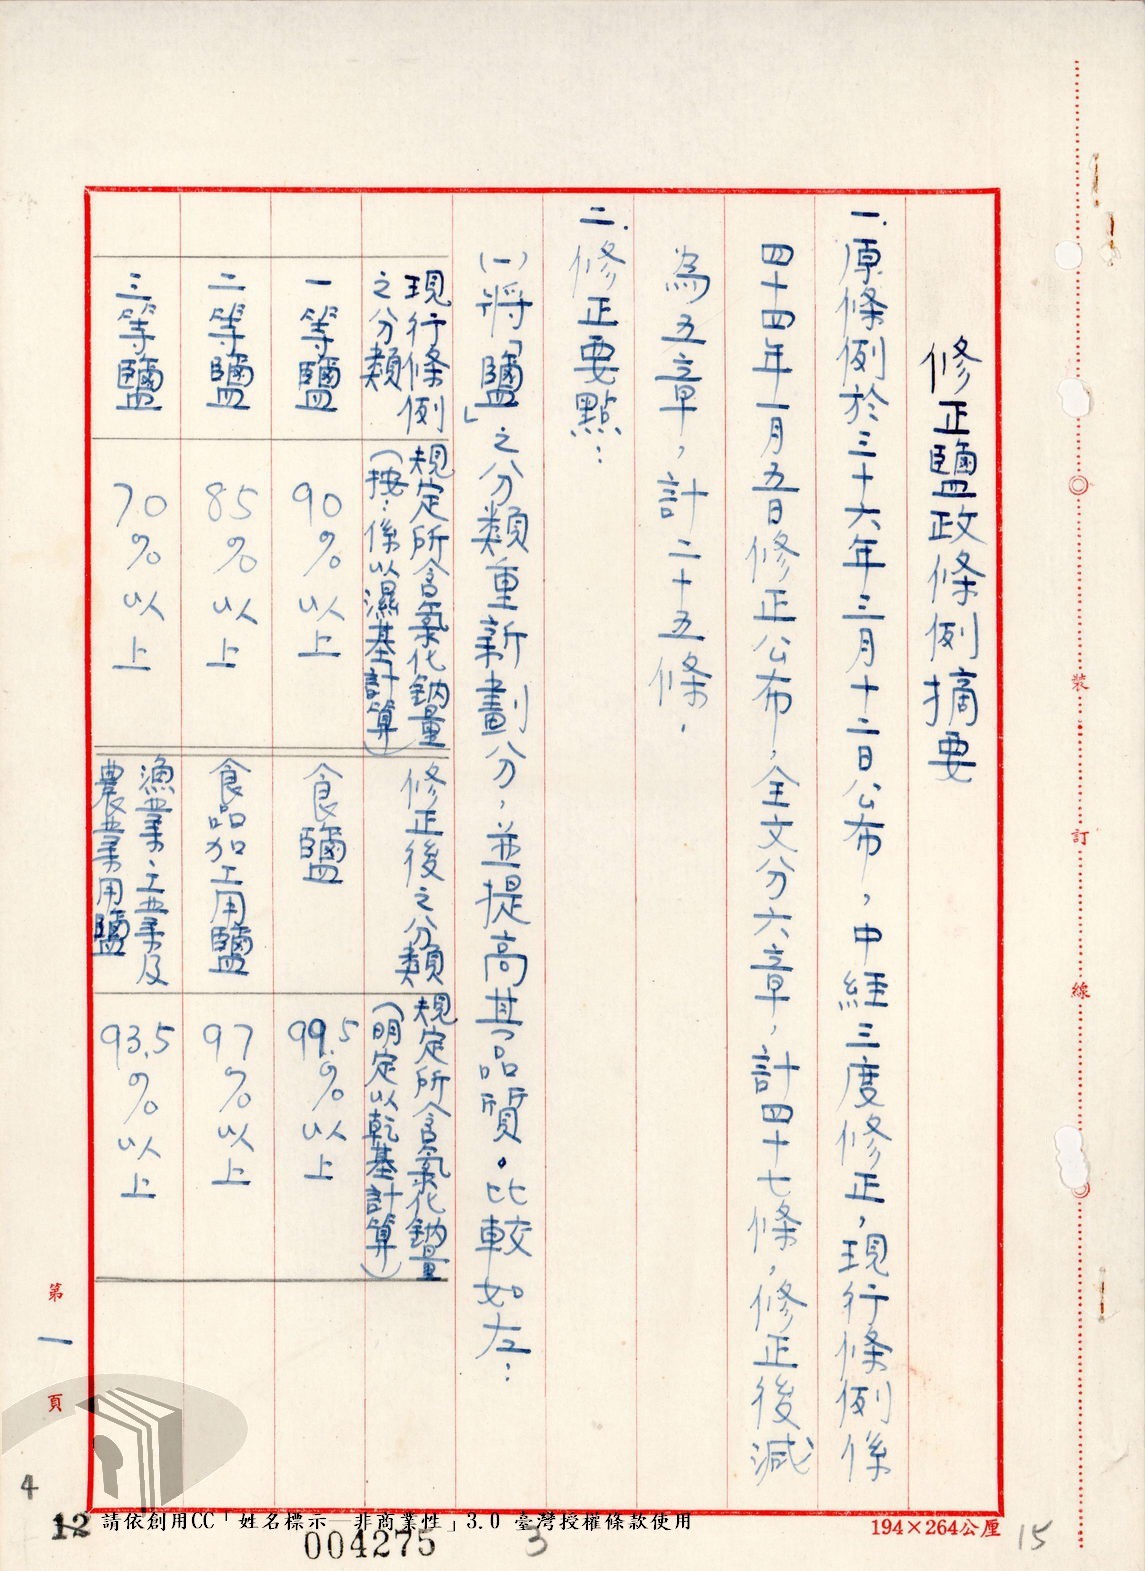 修正鹽政條例摘要
一.原條例於三十六年三月十二日公布，中經三度修正，現行條例係
四十四年一月五日修正公布，全文分六章，計四十七條，修正後減
為五章，計二十五條.
二.修正要點：
(一)將「鹽」之分類重新劃分，並提高其品質。比較如左：
現行條例之分類
規定所含氯化鈉量
(按：係以濕基計算)
修正後之分類
規定所含氯化鈉量
(明定以乾基計算)
一等鹽
90%以上
食鹽
99.5%以上
二等鹽
85%以上
食品加工用鹽
97%以上
三等鹽
70%以上
漁業、工業及
農業用鹽
93.5%以上
裝
訂
線
第一頁
4
12
請依創用CC「姓名標示─非商業性」3.0 臺灣授權條款使用
004275
3
194×264公厘
15